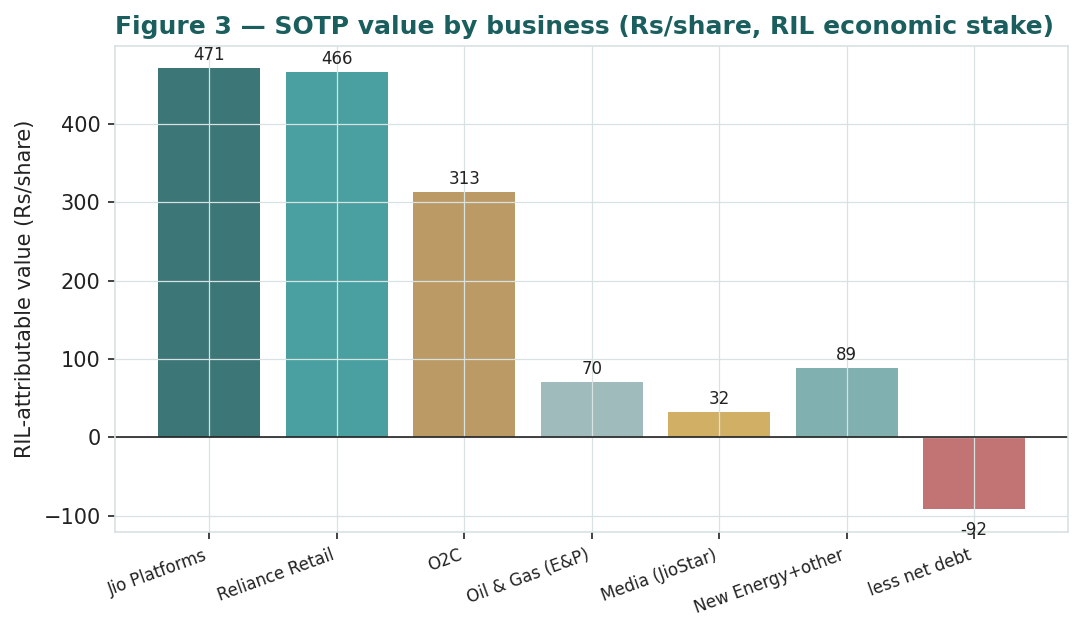 Figure 3 — SOTP value by business (Rs/share, RIL economic stake)
RIL-attributable value (Rs/share)
400
300
200
100
0
−100
471
466
313
70
32
89
-92
Jio Platforms
Reliance Retail
O2C
Oil & Gas (E&P)
Media (JioStar)
New Energy+other
less net debt